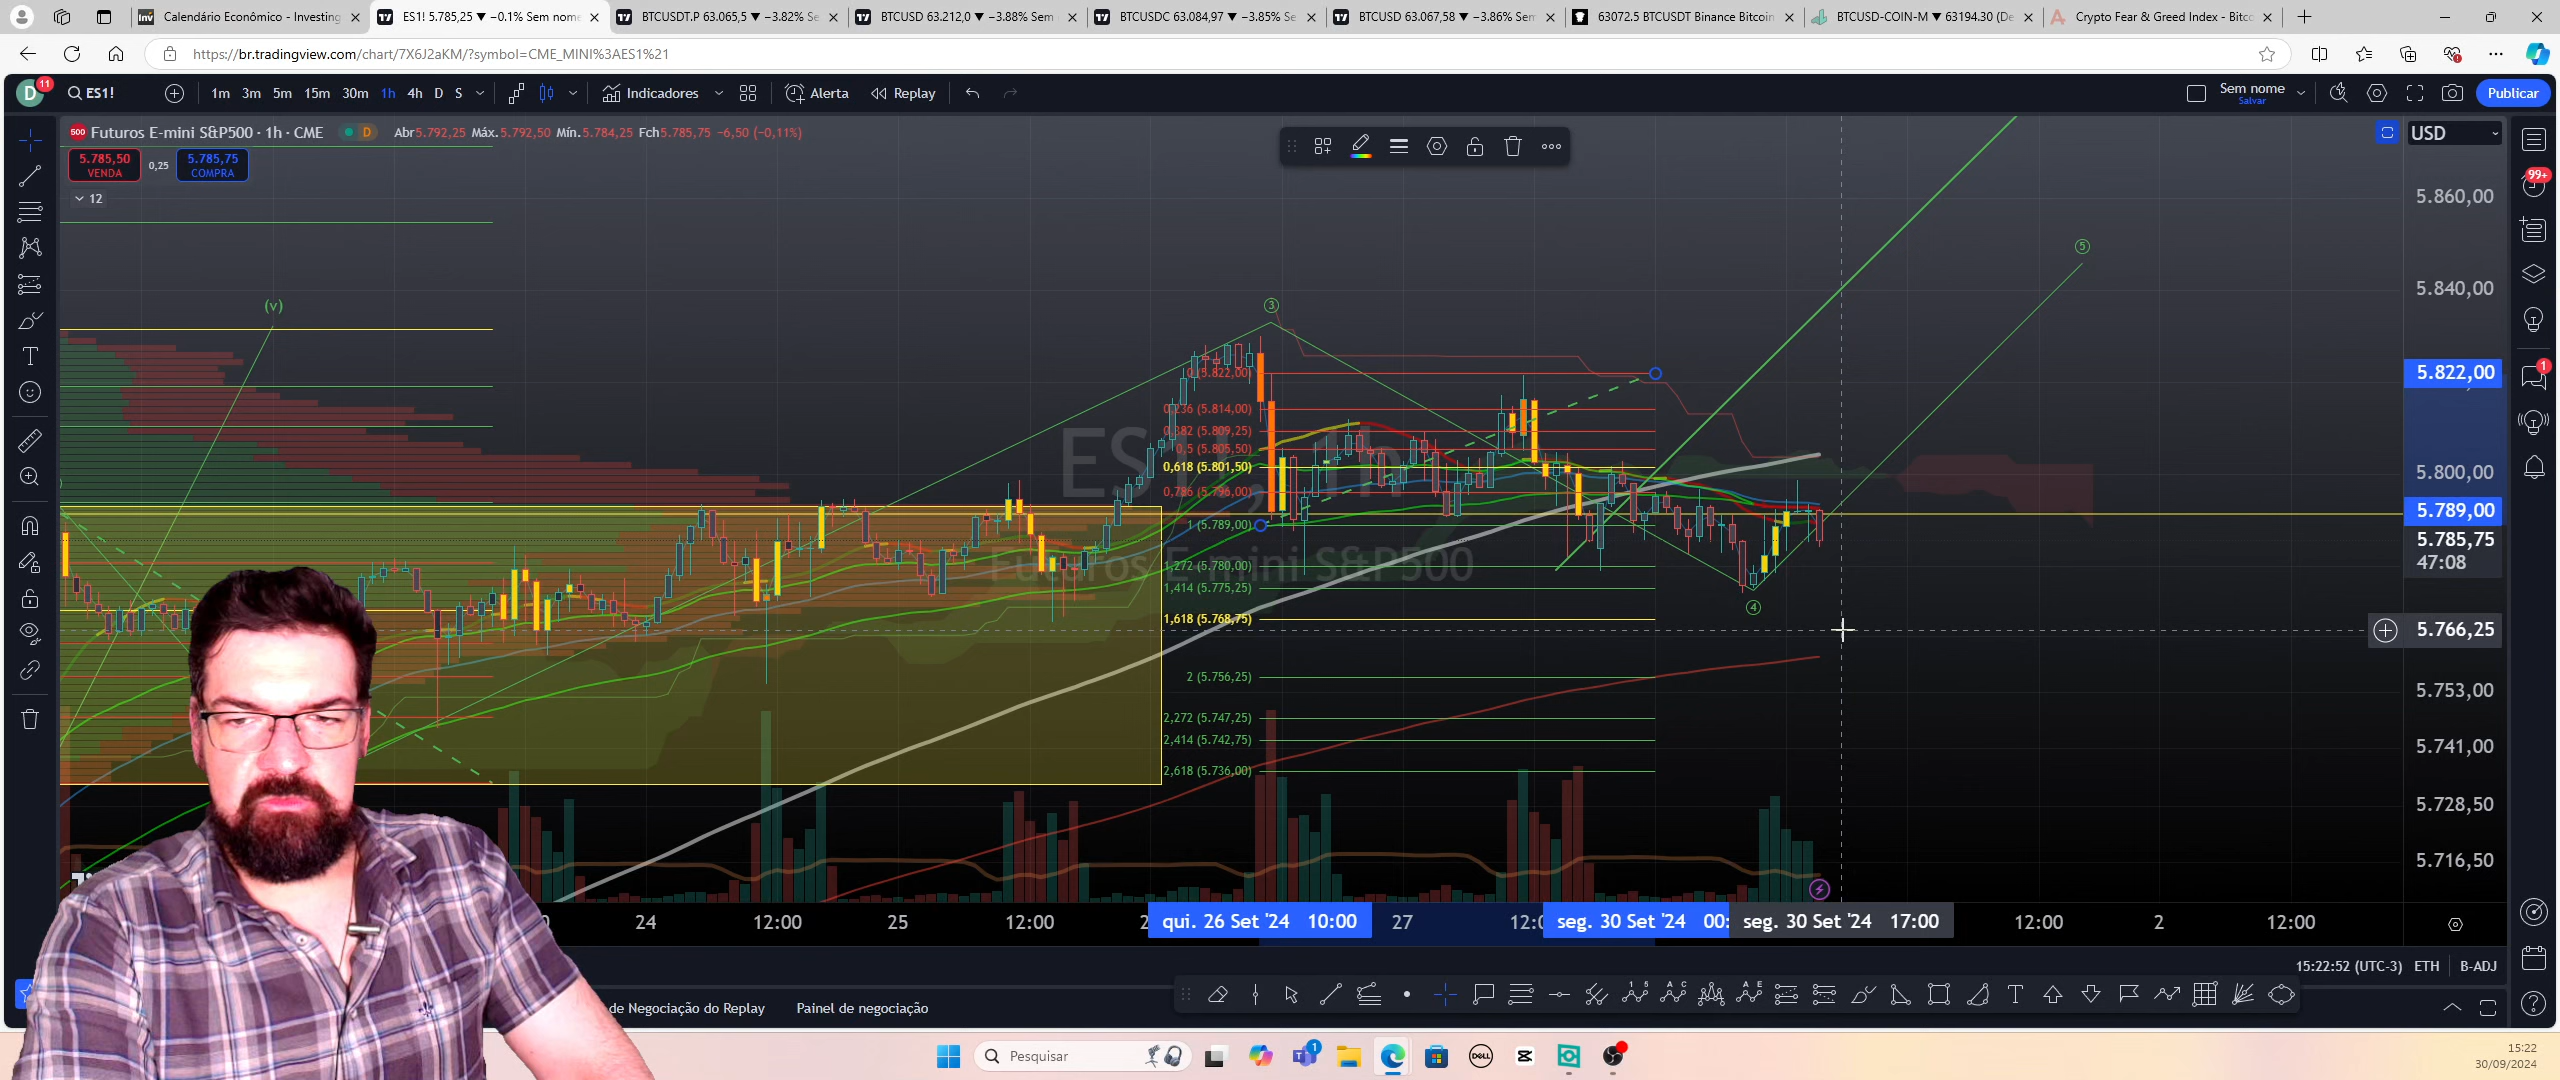 Calendário Econômico - Investing
ES1! 5.785,25 ▼ −0.1% Sem nome
BTCUSDT.P 63.065,5 ▼ −3.82% Se
BTCUSD 63.212,0 ▼ −3.88% Sem
BTCUSDC 63.084,97 ▼ −3.85% Se
BTCUSD 63.067,58 ▼ −3.86% Sem
63072.5 BTCUSDT Binance Bitcoin
BTCUSD-COIN-M ▼ 63194.30 (De
Crypto Fear & Greed Index - Bitco
https://br.tradingview.com/chart/7X6J2aKM/?symbol=CME_MINI%3AES1%21
D 11 ES1! 1m 3m 5m 15m 30m 1h 4h D S Indicadores Alerta Replay Sem nome Salvar Publicar
500 Futuros E-mini S&P500 · 1h · CME D Abr5.792,25 Máx.5.792,50 Mín.5.784,25 Fch5.785,75 −6,50 (−0,11%)
USD
5.785,50 VENDA 0,25 5.785,75 COMPRA
12
99+
5.860,00
(v)
3
5
5.840,00
0 (5.822,00)
5.822,00
1
0,236 (5.814,00)
0,382 (5.809,25)
0,5 (5.805,50)
0,618 (5.801,50)
5.800,00
0,786 (5.796,00)
ES1!, 1h
5.789,00
1 (5.789,00)
5.785,75
47:08
Futuros E-mini S&P500
1,272 (5.780,00)
1,414 (5.775,25)
4
1,618 (5.768,75)
5.766,25
2 (5.756,25)
5.753,00
2,272 (5.747,25)
2,414 (5.742,75)
5.741,00
2,618 (5.736,00)
5.728,50
5.716,50
24 12:00 25 12:00 qui. 26 Set '24 10:00 27 seg. 30 Set '24 00: seg. 30 Set '24 17:00 12:00 2 12:00
15:22:52 (UTC-3) ETH B-ADJ
de Negociação do Replay Painel de negociação
Pesquisar
1
DELL
15:22
30/09/2024